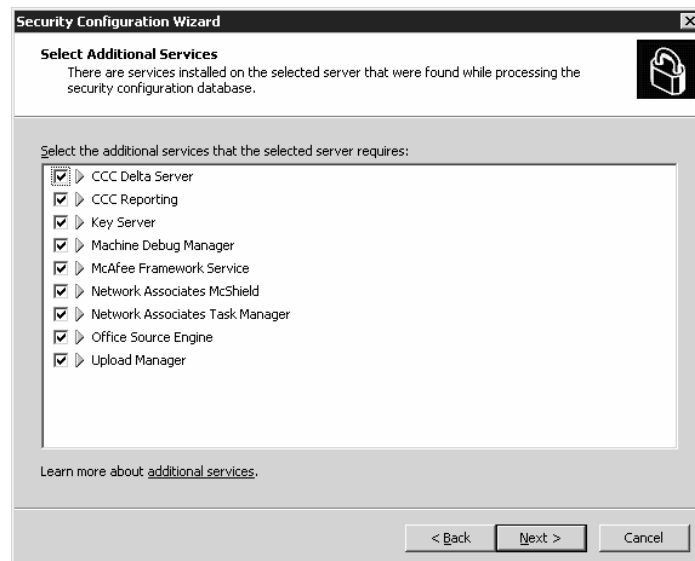 Security Configuration Wizard
Select Additional Services
There are services installed on the selected server that were found while processing the
security configuration database.
Select the additional services that the selected server requires:
CCC Delta Server
CCC Reporting
Key Server
Machine Debug Manager
McAfee Framework Service
Network Associates McShield
Network Associates Task Manager
Office Source Engine
Upload Manager
Learn more about additional services.
< Back Next > Cancel